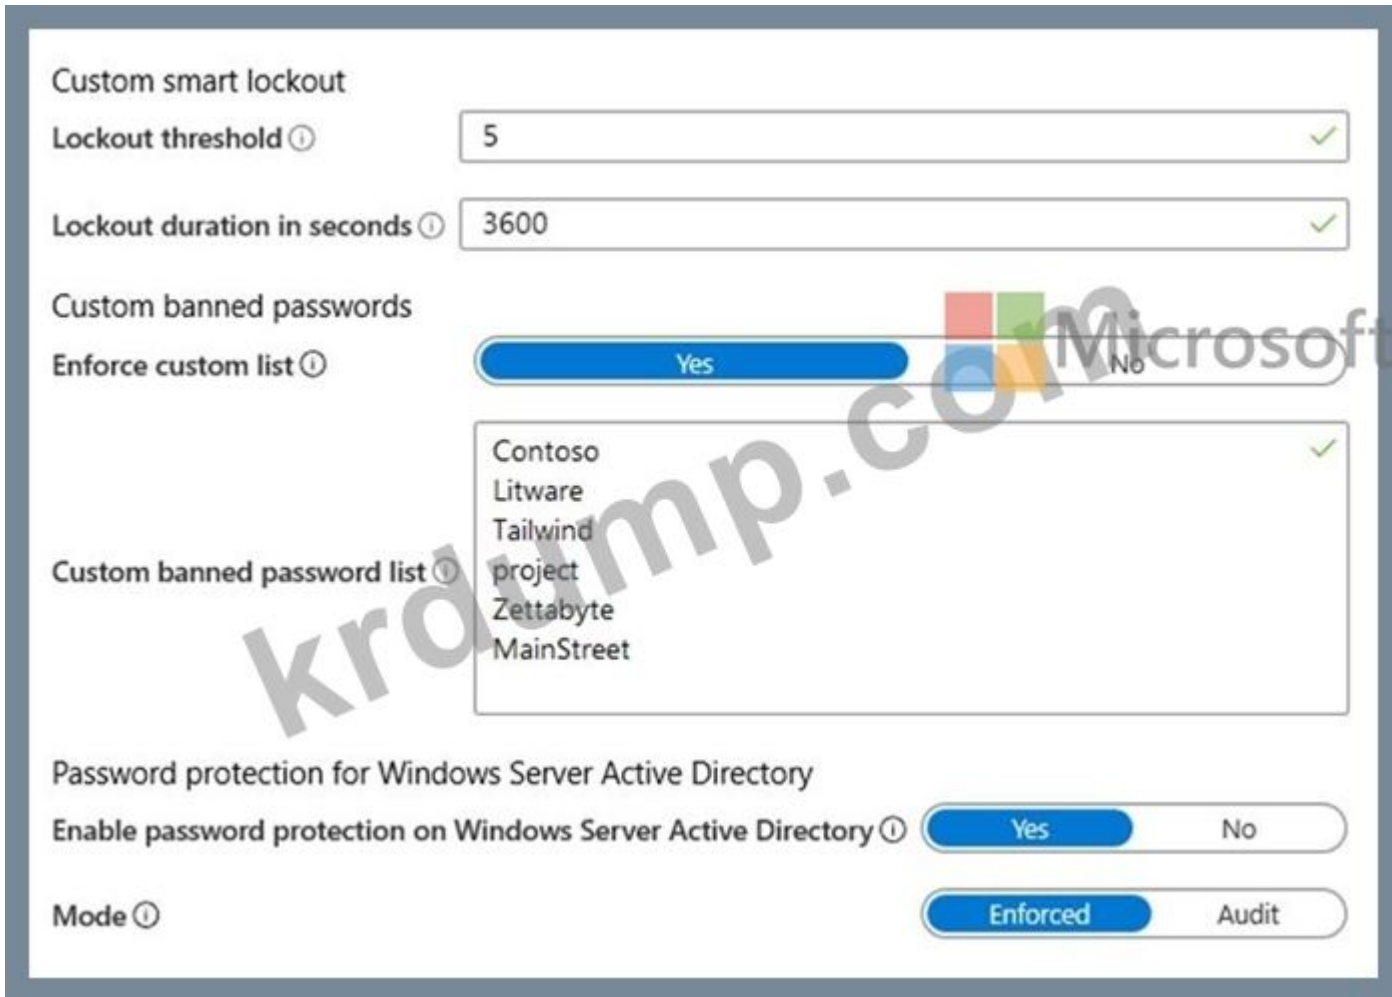 Custom smart lockout
Lockout threshold 5
Lockout duration in seconds 3600
Custom banned passwords
Enforce custom list Yes No
Microsoft
Custom banned password list
Contoso
Litware
Tailwind
project
Zettabyte
MainStreet
krdump.com
Password protection for Windows Server Active Directory
Enable password protection on Windows Server Active Directory Yes No
Mode Enforced Audit